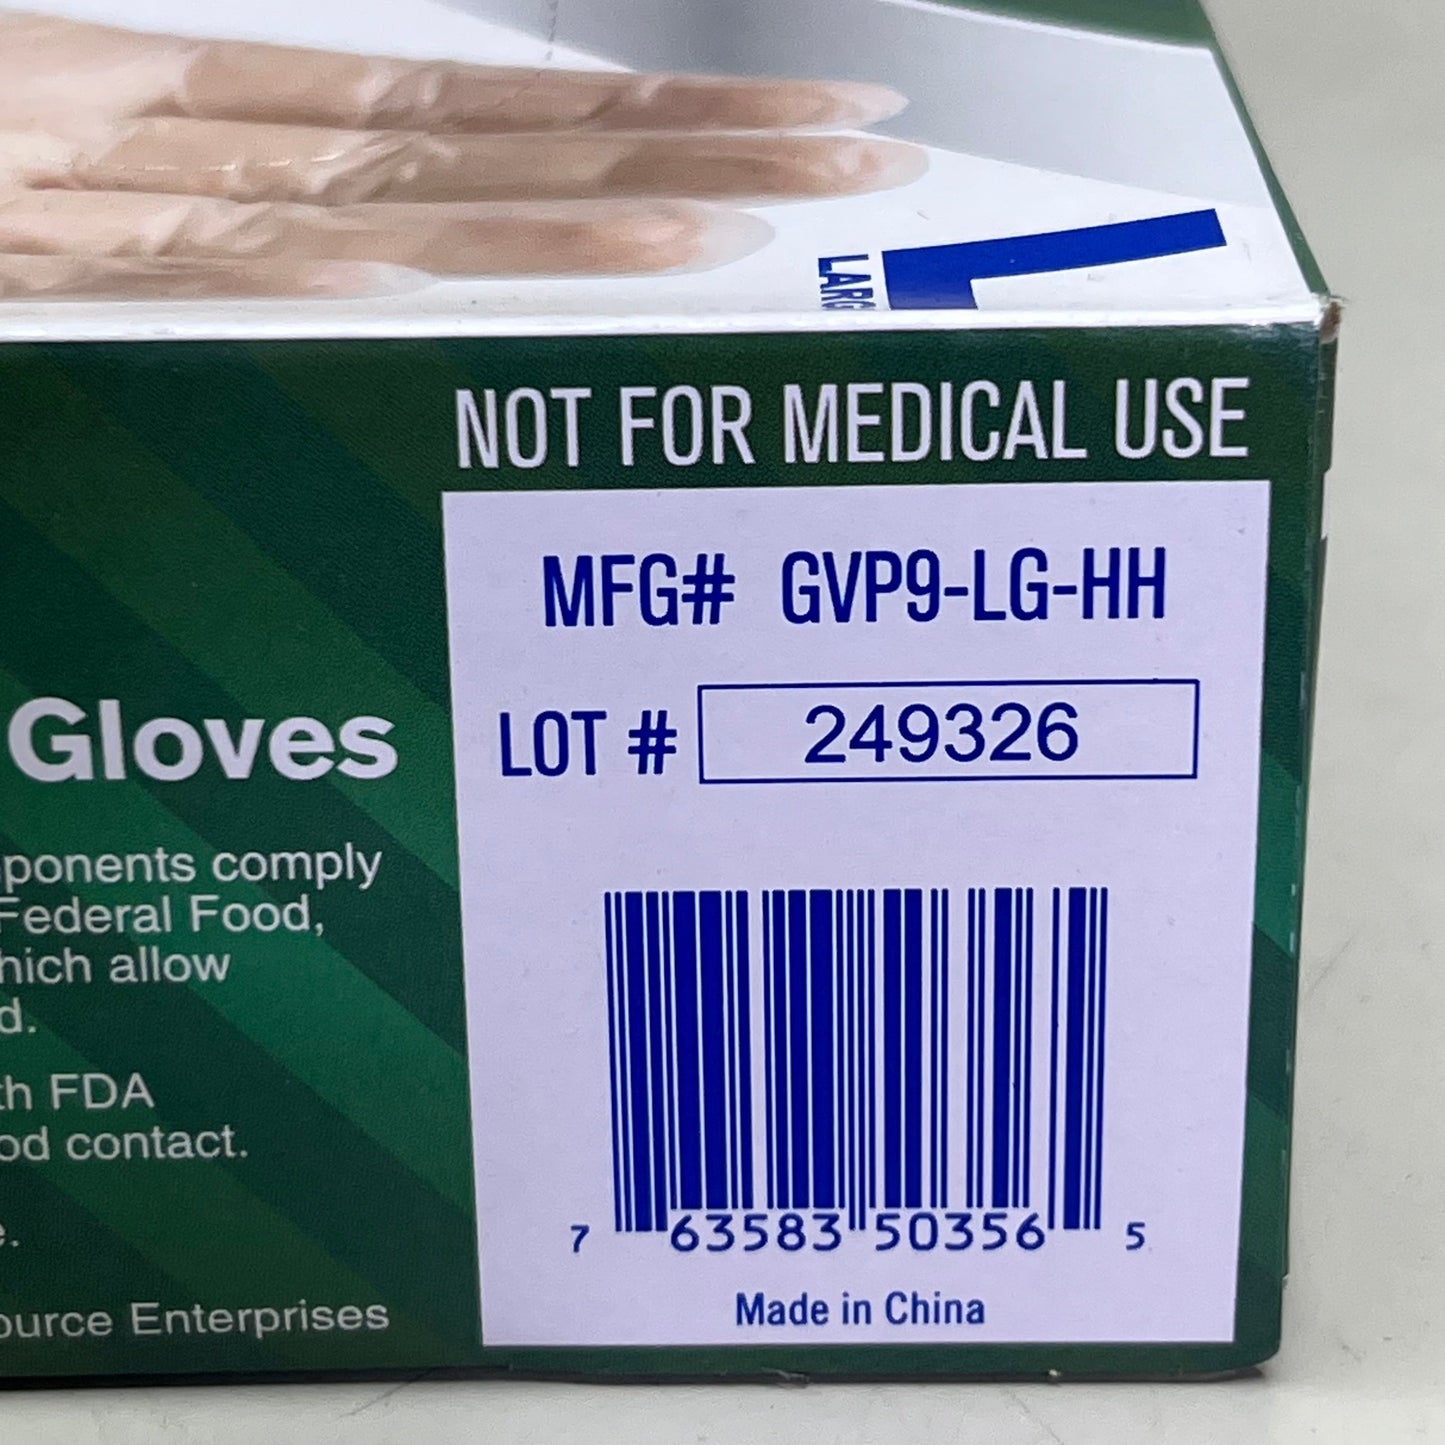 L
LARG
NOT FOR MEDICAL USE
MFG# GVP9-LG-HH
LOT # 249326
7 63583 50356 5
Made in China
Gloves
ponents comply
Federal Food,
hich allow
d.
th FDA
od contact.
e.
ource Enterprises